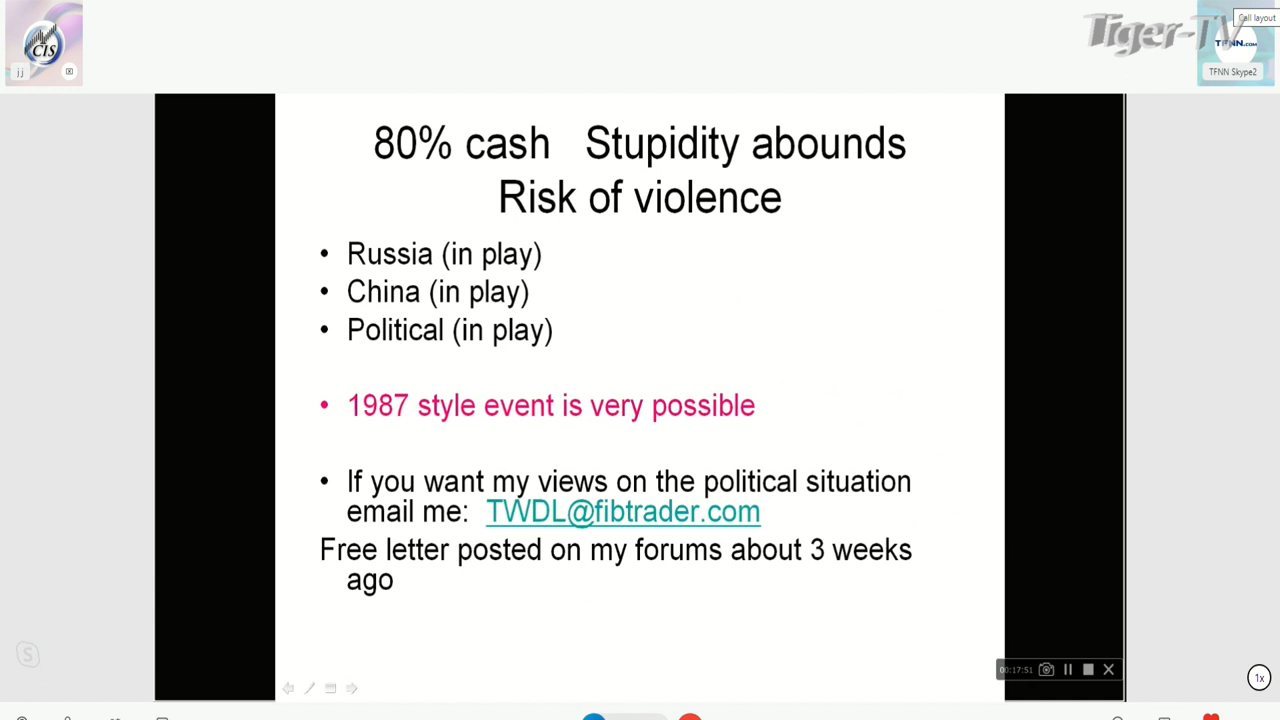 Call layout
Tiger-TV
CIS
TFNN.COM
jj
TFNN Skype2
80% cash Stupidity abounds
Risk of violence
• Russia (in play)
• China (in play)
• Political (in play)
• 1987 style event is very possible
• If you want my views on the political situation
email me: TWDL@fibtrader.com
Free letter posted on my forums about 3 weeks
ago
00:17:51
S
1x